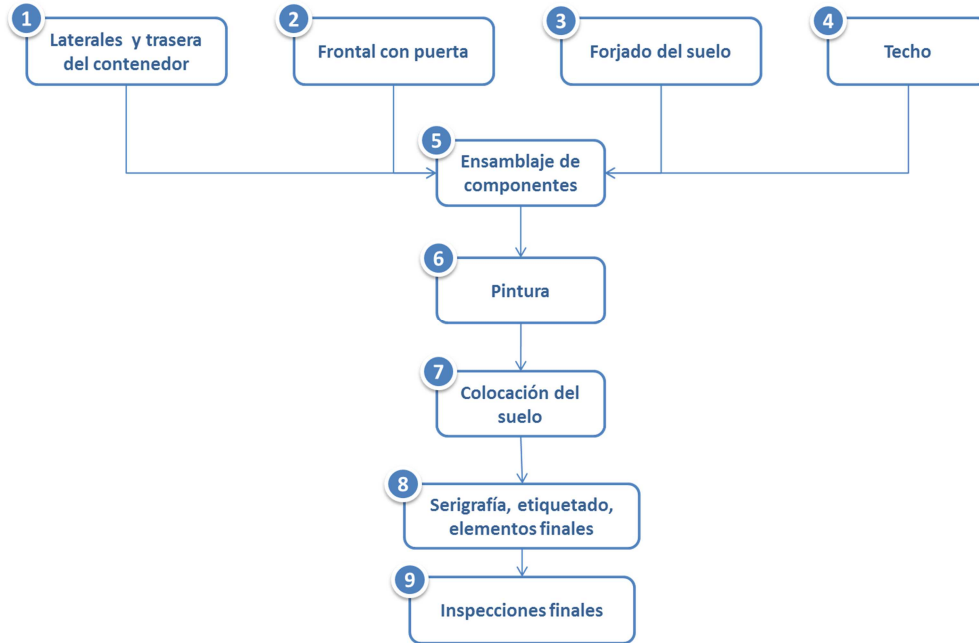 1
Laterales y trasera
del contenedor
2
Frontal con puerta
3
Forjado del suelo
4
Techo
5
Ensamblaje de
componentes
6
Pintura
7
Colocación del
suelo
8
Serigrafía, etiquetado,
elementos finales
9
Inspecciones finales